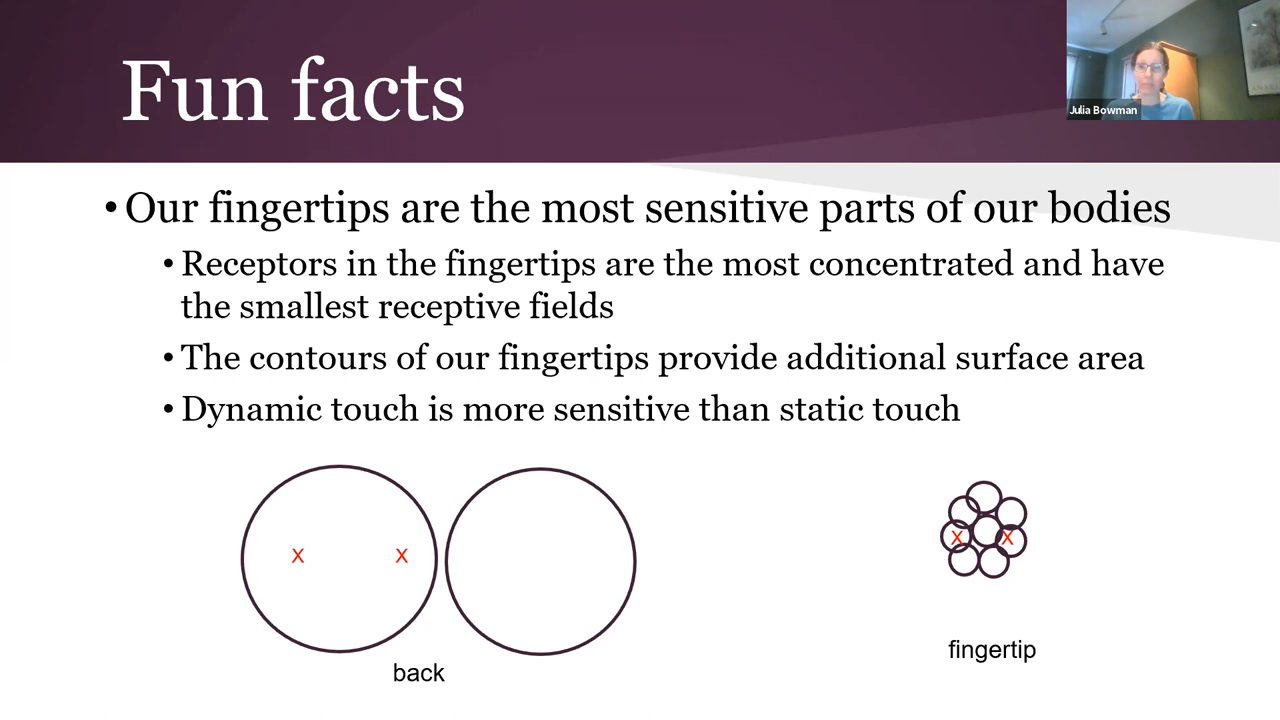 Fun facts
Julia Bowman
• Our fingertips are the most sensitive parts of our bodies
• Receptors in the fingertips are the most concentrated and have
the smallest receptive fields
• The contours of our fingertips provide additional surface area
• Dynamic touch is more sensitive than static touch
x x
x x
back
fingertip